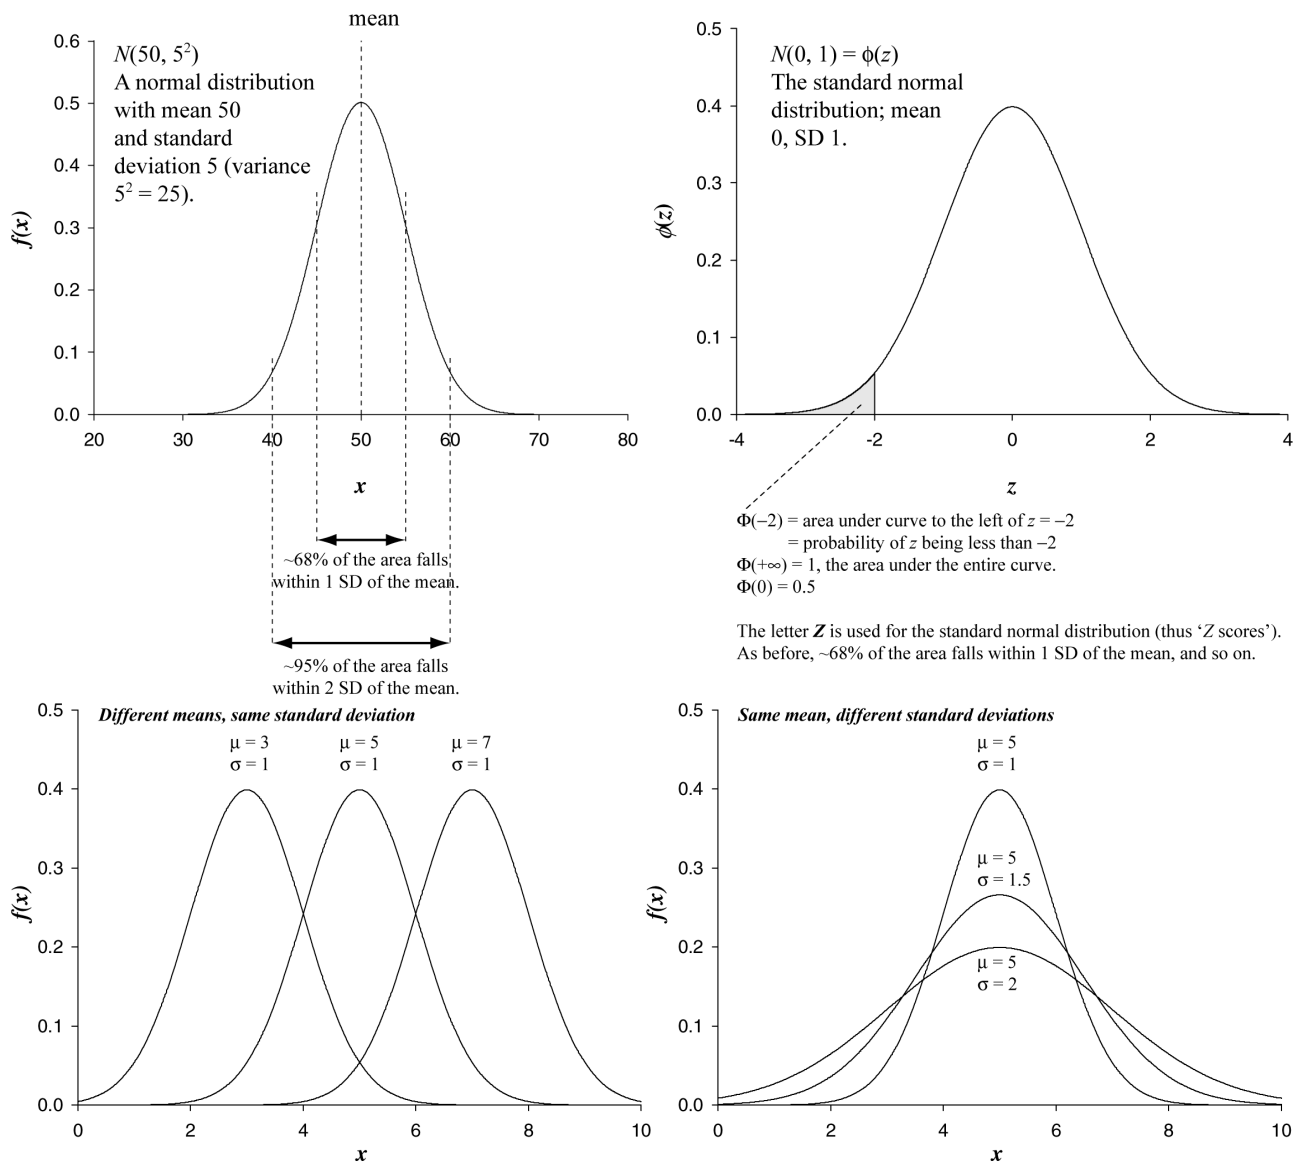 mean
N(50, 5²)
A normal distribution
with mean 50
and standard
deviation 5 (variance
5² = 25).
0.6
0.5
0.4
0.3
0.2
0.1
0.0
f(x)
20 30 40 50 60 70 80
x
~68% of the area falls
within 1 SD of the mean.
~95% of the area falls
within 2 SD of the mean.
N(0, 1) = ϕ(z)
The standard normal
distribution; mean
0, SD 1.
0.5
0.4
0.3
0.2
0.1
0.0
ϕ(z)
-4 -2 0 2 4
z
Φ(–2) = area under curve to the left of z = –2
= probability of z being less than –2
Φ(+∞) = 1, the area under the entire curve.
Φ(0) = 0.5
The letter Z is used for the standard normal distribution (thus ‘Z scores’).
As before, ~68% of the area falls within 1 SD of the mean, and so on.
Different means, same standard deviation
μ = 3 μ = 5 μ = 7
σ = 1 σ = 1 σ = 1
0.5
0.4
0.3
0.2
0.1
0.0
f(x)
0 2 4 6 8 10
x
Same mean, different standard deviations
μ = 5
σ = 1
μ = 5
σ = 1.5
μ = 5
σ = 2
0.5
0.4
0.3
0.2
0.1
0.0
f(x)
0 2 4 6 8 10
x